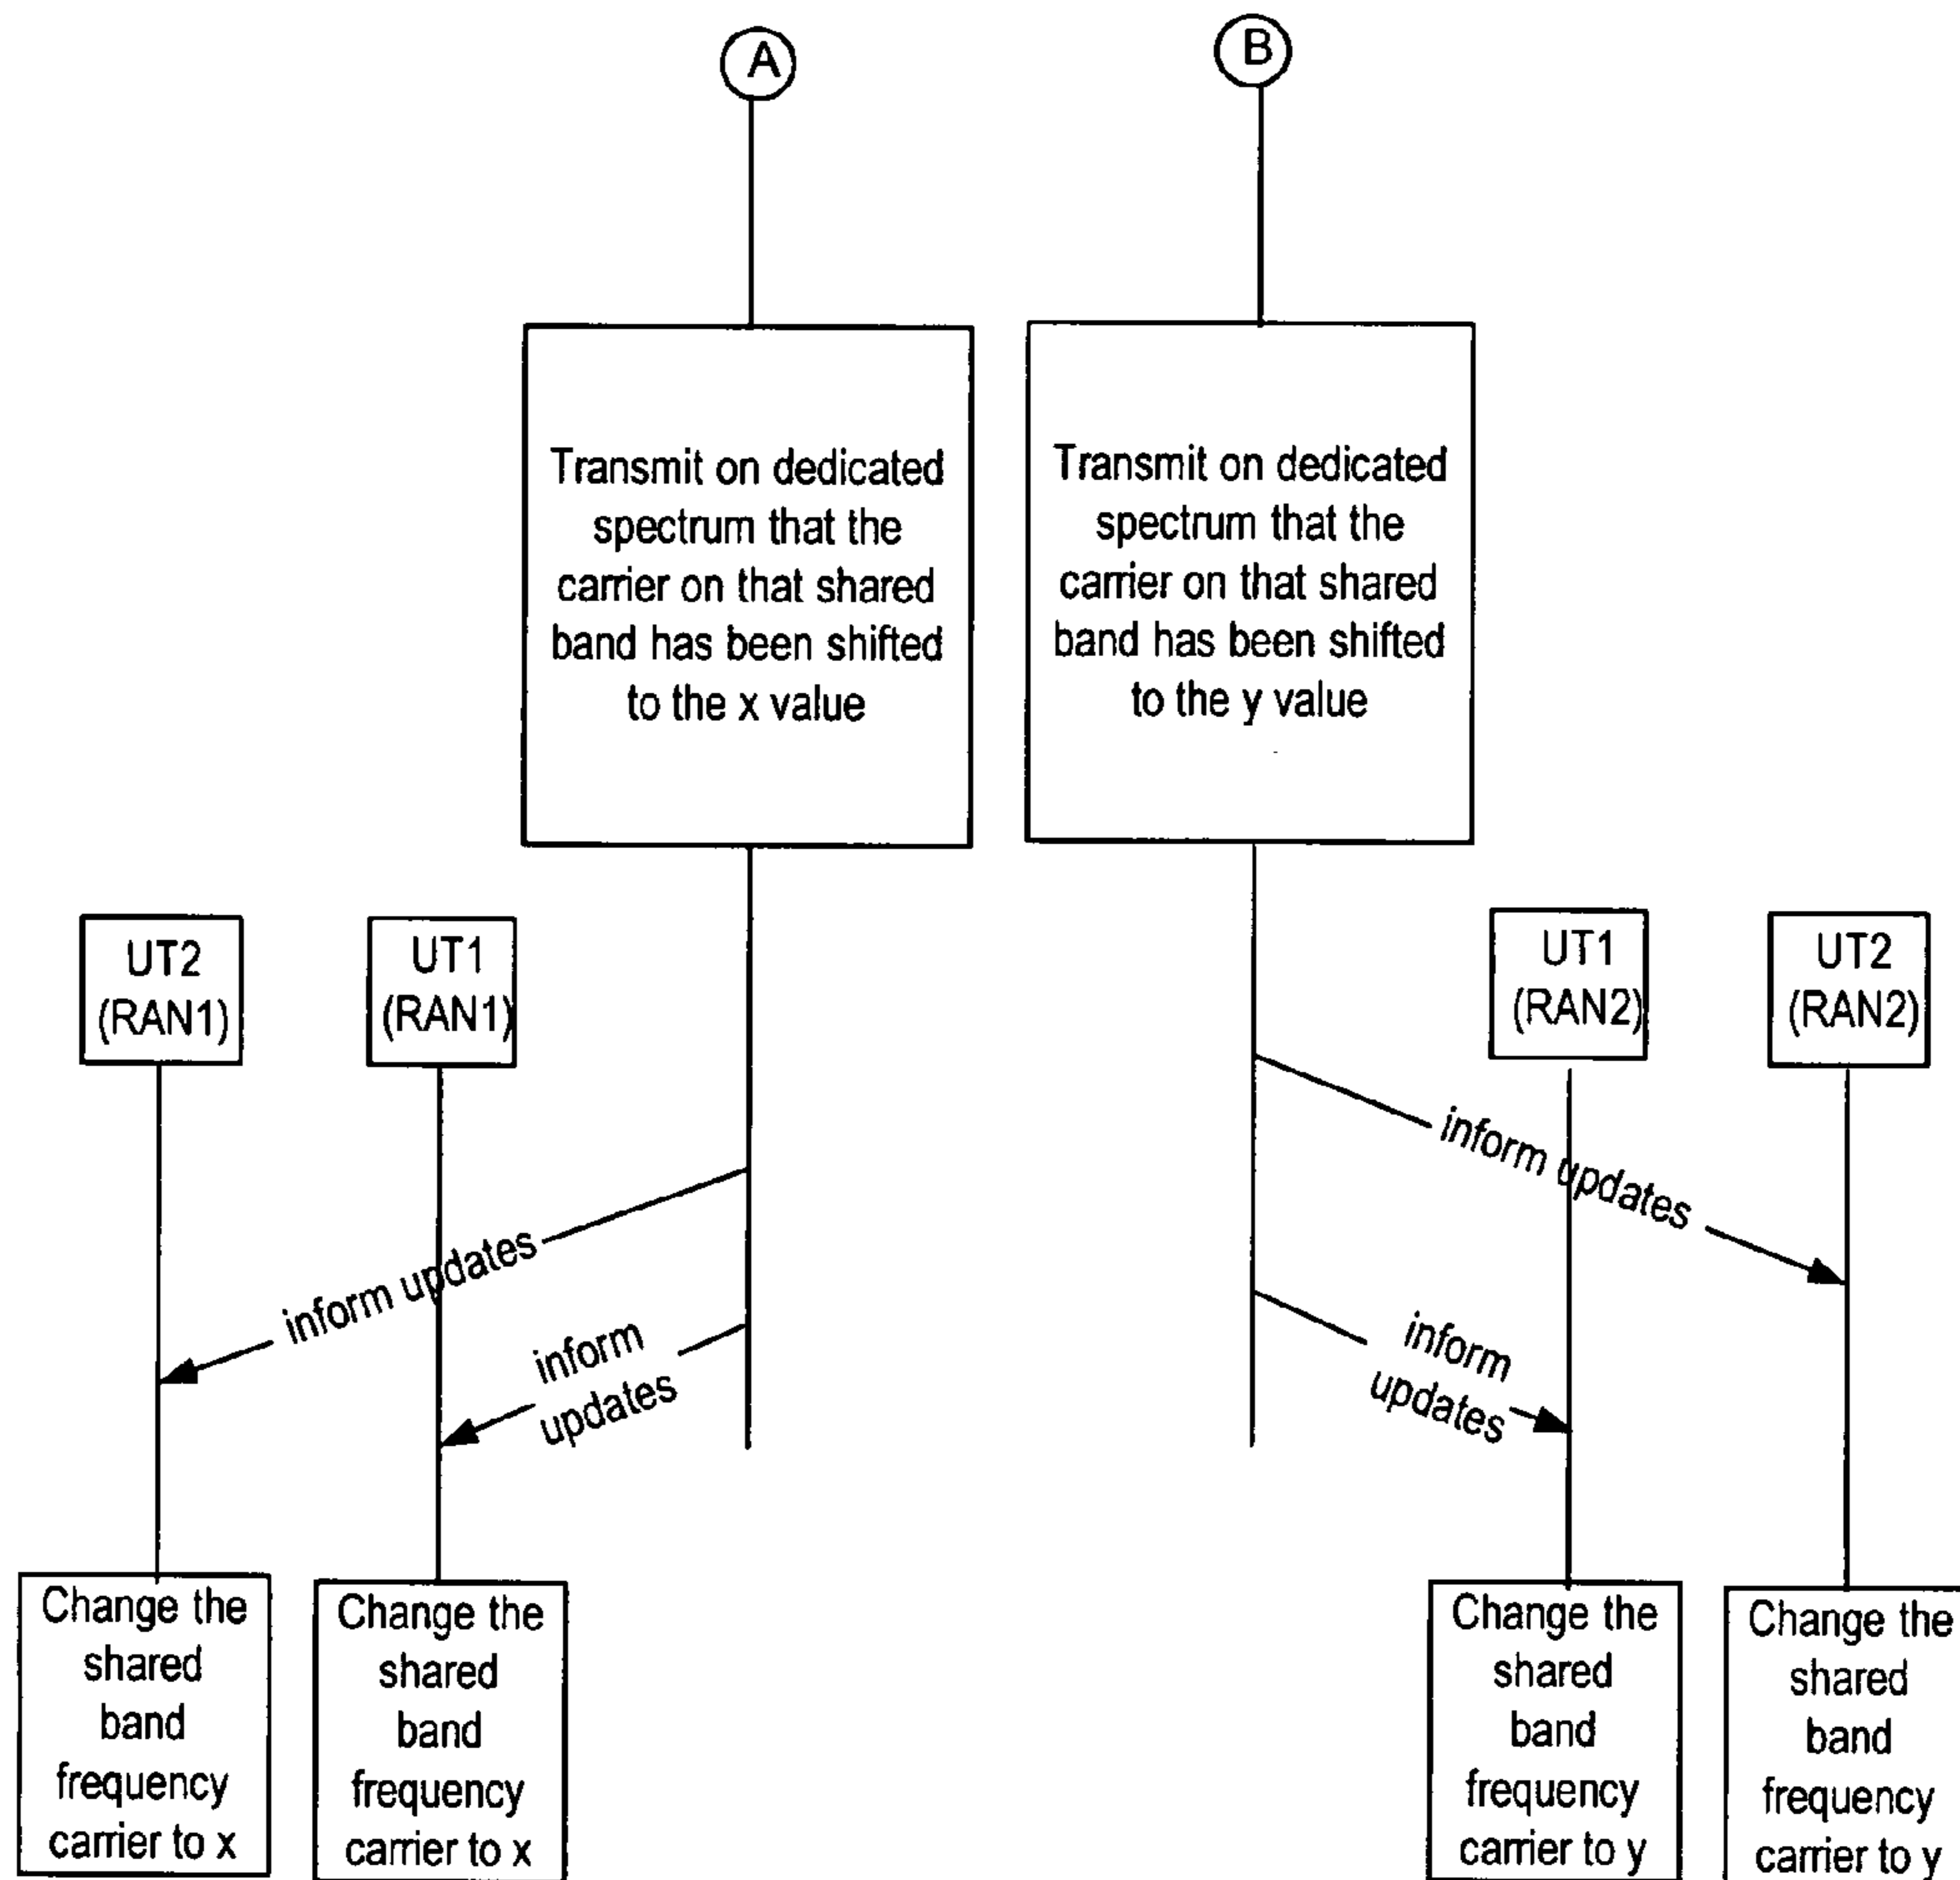 A
B
Transmit on dedicated
spectrum that the
carrier on that shared
band has been shifted
to the x value
Transmit on dedicated
spectrum that the
carrier on that shared
band has been shifted
to the y value
UT2
(RAN1)
UT1
(RAN1)
UT1
(RAN2)
UT2
(RAN2)
inform updates
inform
updates
inform updates
inform
updates
Change the
shared
band
frequency
carrier to x
Change the
shared
band
frequency
carrier to x
Change the
shared
band
frequency
carrier to y
Change the
shared
band
frequency
carrier to y